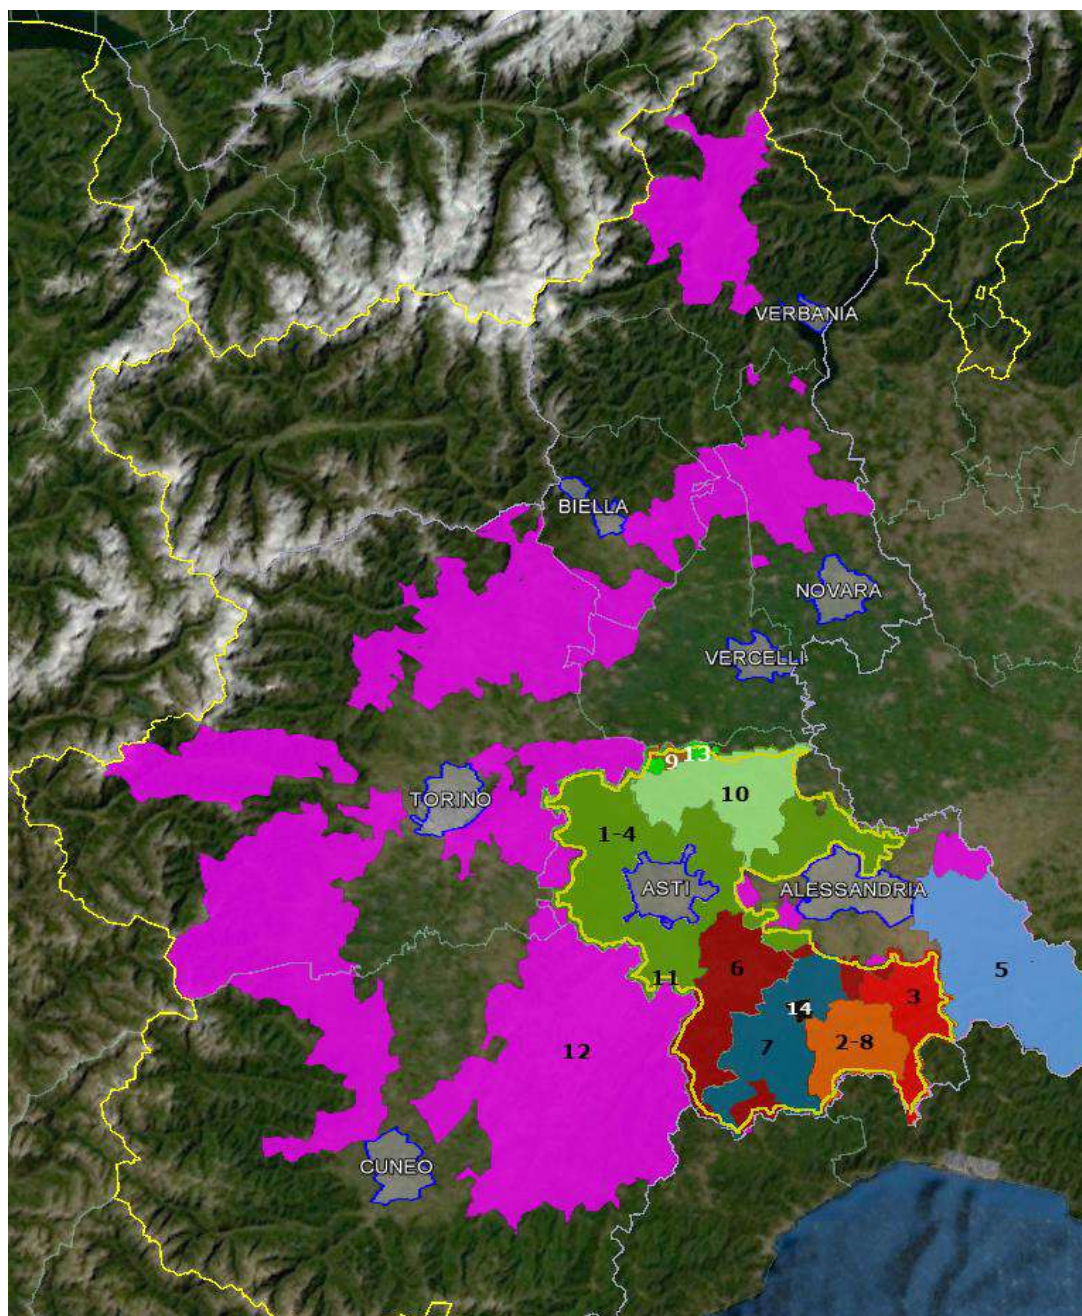 VERBANIA
BIELLA
NOVARA
VERCELLI
13
9
10
TORINO
1-4
ASTI
ALESSANDRIA
6
11
5
3
14
2-8
7
12
CUNEO